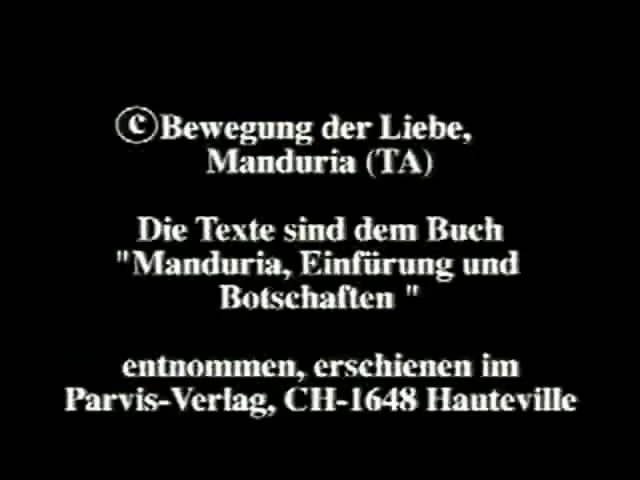 ©Bewegung der Liebe,
Manduria (TA)
Die Texte sind dem Buch
"Manduria, Einfürung und
Botschaften "
entnommen, erschienen im
Parvis-Verlag, CH-1648 Hauteville